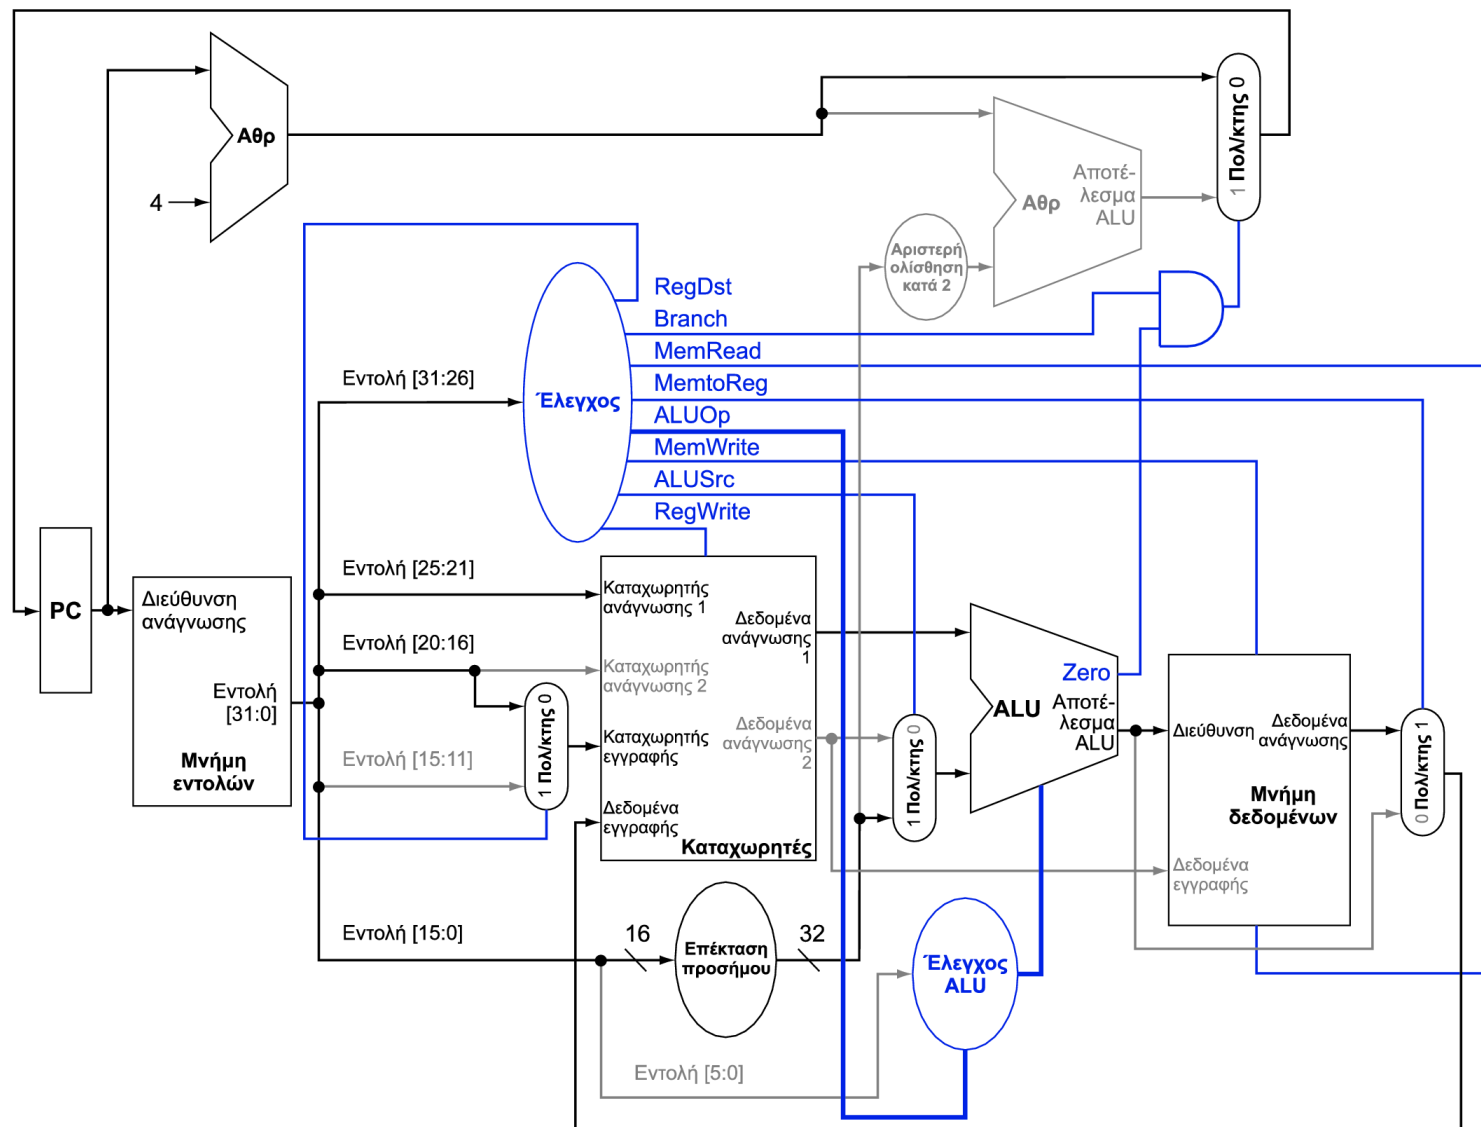 Αθρ
4
0
Πολ/κτης
1
Αποτέ-
λεσμα
ALU
Αθρ
Αριστερή
ολίσθηση
κατά 2
RegDst
Branch
MemRead
MemtoReg
ALUOp
MemWrite
ALUSrc
RegWrite
Έλεγχος
Εντολή [31:26]
Εντολή [25:21]
Εντολή [20:16]
Εντολή [15:11]
Εντολή [15:0]
PC
Διεύθυνση
ανάγνωσης
Εντολή
[31:0]
Μνήμη
εντολών
0
Πολ/κτης
1
Καταχωρητής
ανάγνωσης 1
Καταχωρητής
ανάγνωσης 2
Καταχωρητής
εγγραφής
Δεδομένα
εγγραφής
Δεδομένα
ανάγνωσης
1
Δεδομένα
ανάγνωσης
2
Καταχωρητές
0
Πολ/κτης
1
Zero
ALU
Αποτέ-
λεσμα
ALU
Διεύθυνση
Δεδομένα
ανάγνωσης
Μνήμη
δεδομένων
Δεδομένα
εγγραφής
1
Πολ/κτης
0
16
Επέκταση
προσήμου
32
Έλεγχος
ALU
Εντολή [5:0]